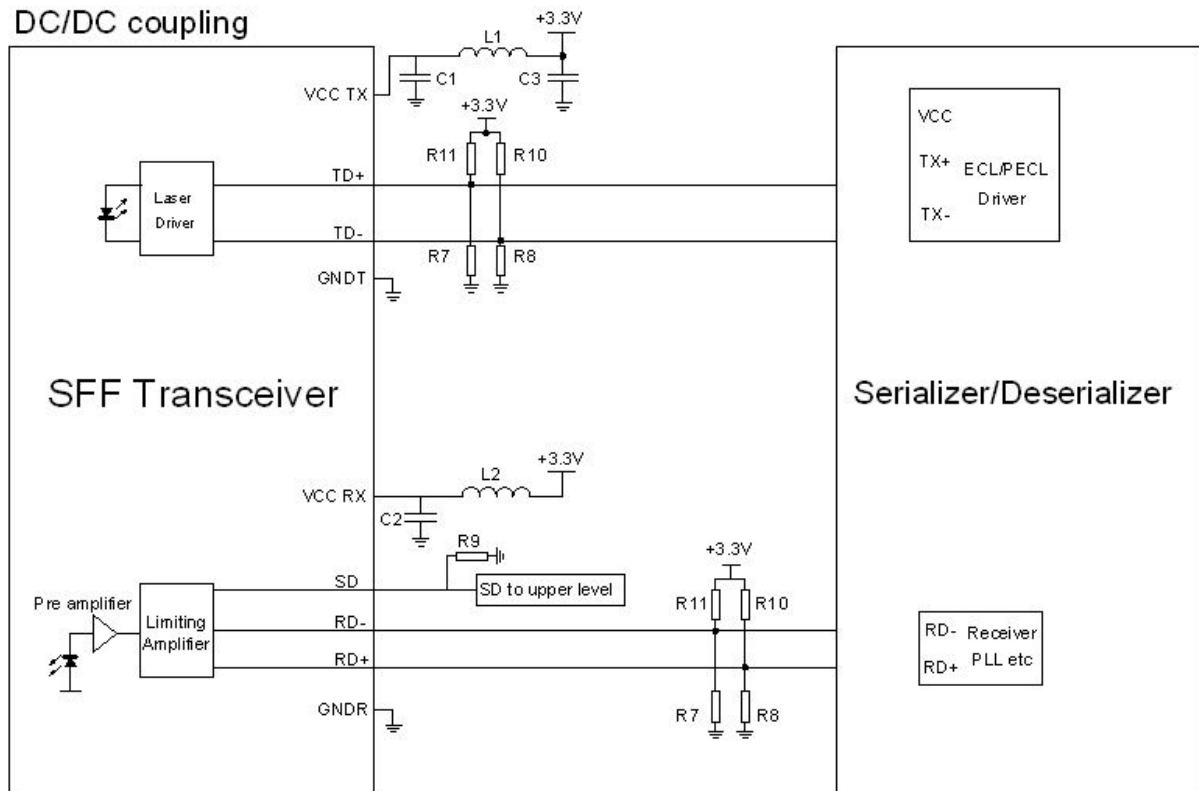 DC/DC coupling
+3.3V
L1
C1
C3
VCC TX
+3.3V
R11
R10
VCC
TX+
TX-
ECL/PECL
Driver
TD+
Laser
Driver
TD-
R7
R8
GNDT
SFF Transceiver
Serializer/Deserializer
+3.3V
L2
VCC RX
C2
R9
+3.3V
SD
SD to upper level
Pre amplifier
Limiting
Amplifier
R11
R10
RD-
RD+
RD-
RD+
Receiver
PLL etc
GNDR
R7
R8